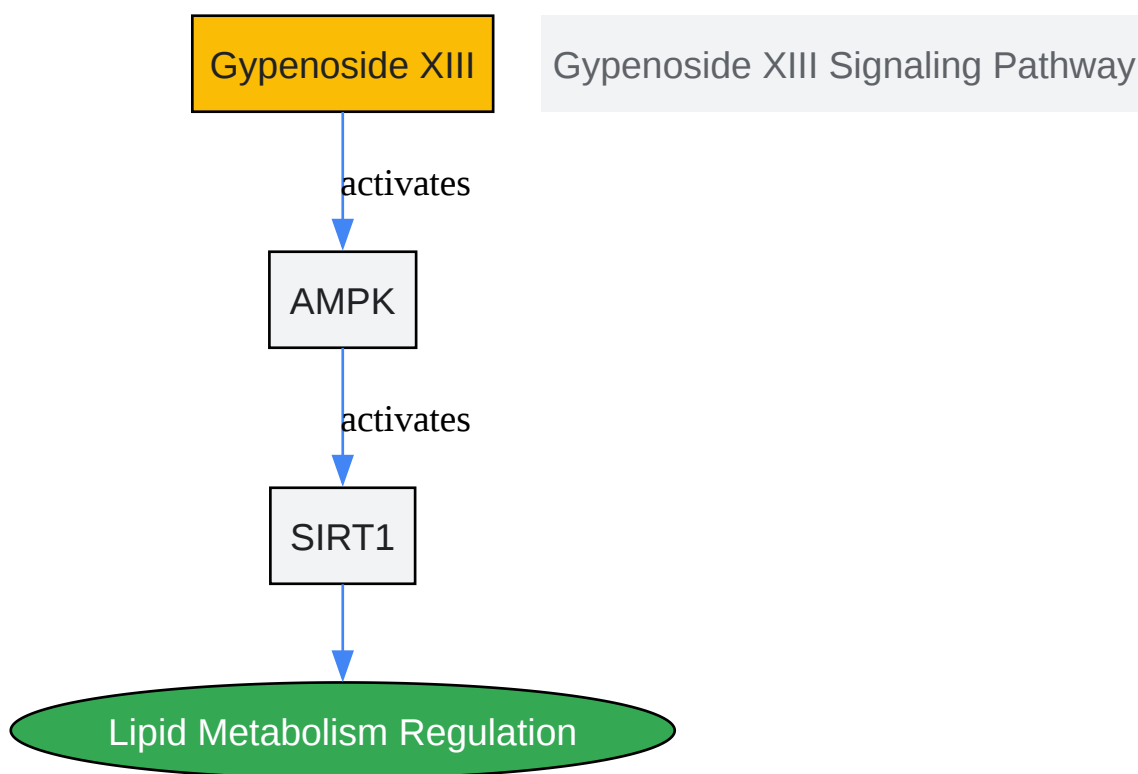 Gypenoside XIII
Gypenoside XIII Signaling Pathway
activates
AMPK
activates
SIRT1
Lipid Metabolism Regulation